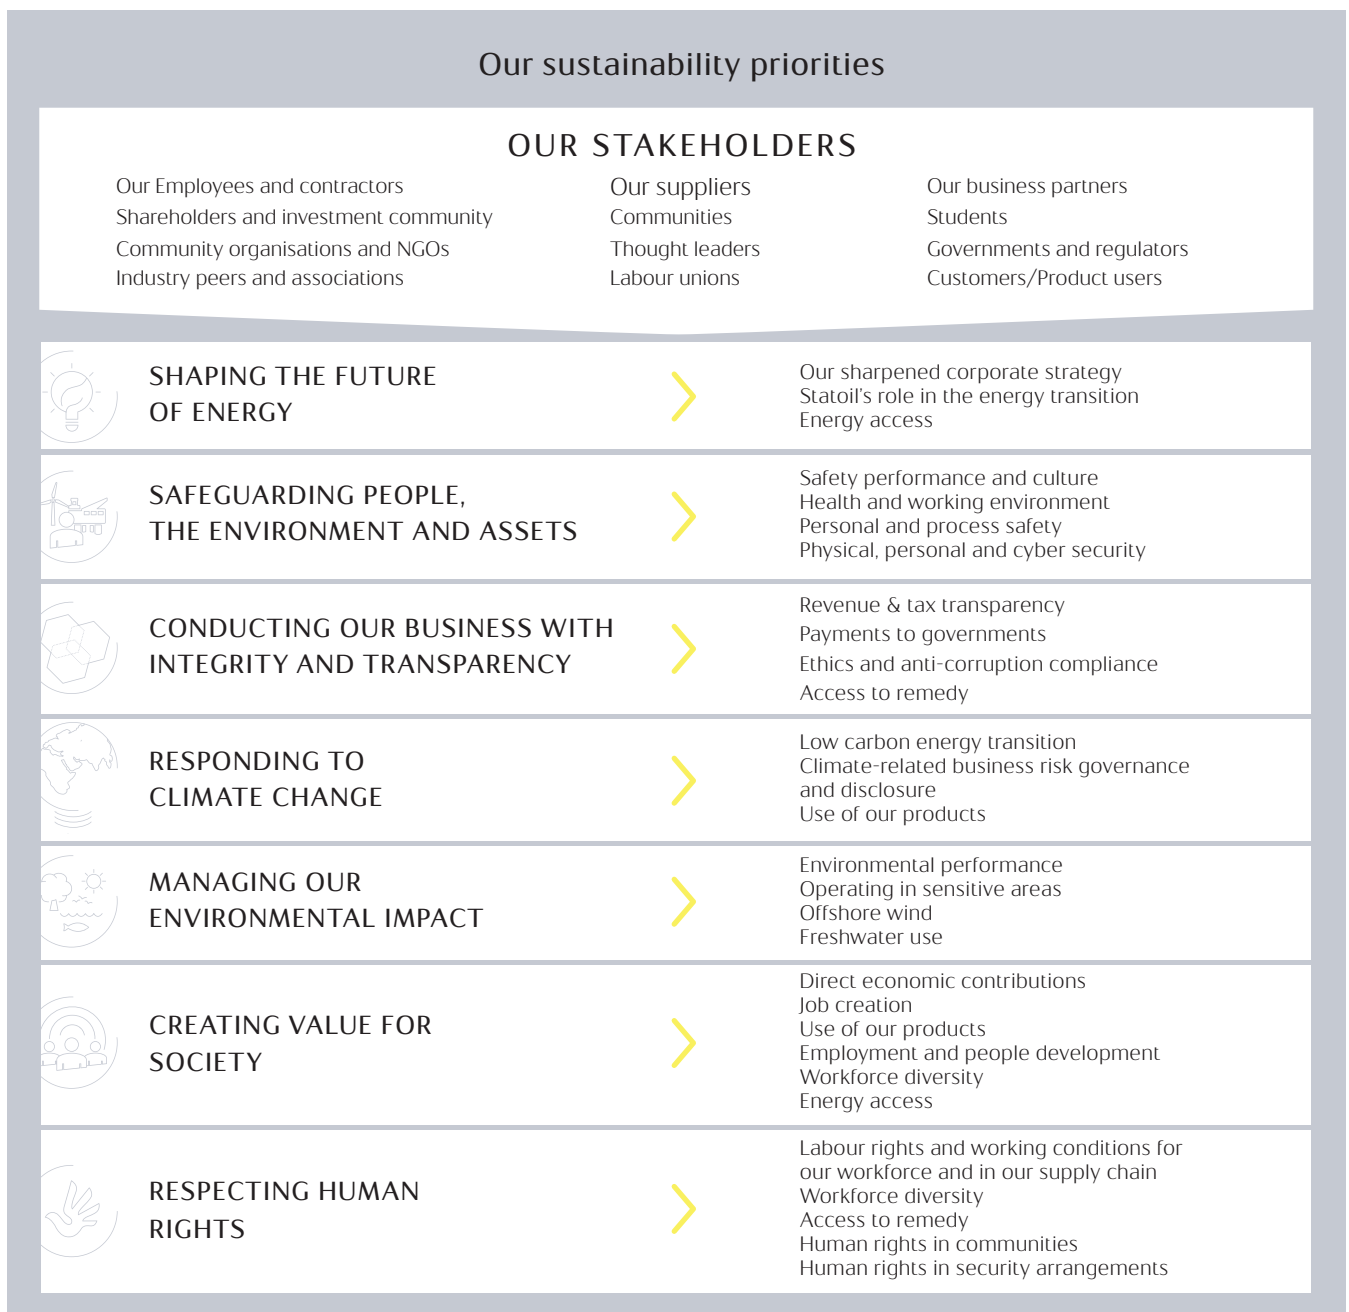 Our sustainability priorities
OUR STAKEHOLDERS
Our Employees and contractors
Shareholders and investment community
Community organisations and NGOs
Industry peers and associations
Our suppliers
Communities
Thought leaders
Labour unions
Our business partners
Students
Governments and regulators
Customers/Product users
SHAPING THE FUTURE
OF ENERGY
Our sharpened corporate strategy
Statoil's role in the energy transition
Energy access
SAFEGUARDING PEOPLE,
THE ENVIRONMENT AND ASSETS
Safety performance and culture
Health and working environment
Personal and process safety
Physical, personal and cyber security
CONDUCTING OUR BUSINESS WITH
INTEGRITY AND TRANSPARENCY
Revenue & tax transparency
Payments to governments
Ethics and anti-corruption compliance
Access to remedy
RESPONDING TO
CLIMATE CHANGE
Low carbon energy transition
Climate-related business risk governance
and disclosure
Use of our products
MANAGING OUR
ENVIRONMENTAL IMPACT
Environmental performance
Operating in sensitive areas
Offshore wind
Freshwater use
CREATING VALUE FOR
SOCIETY
Direct economic contributions
Job creation
Use of our products
Employment and people development
Workforce diversity
Energy access
RESPECTING HUMAN
RIGHTS
Labour rights and working conditions for
our workforce and in our supply chain
Workforce diversity
Access to remedy
Human rights in communities
Human rights in security arrangements